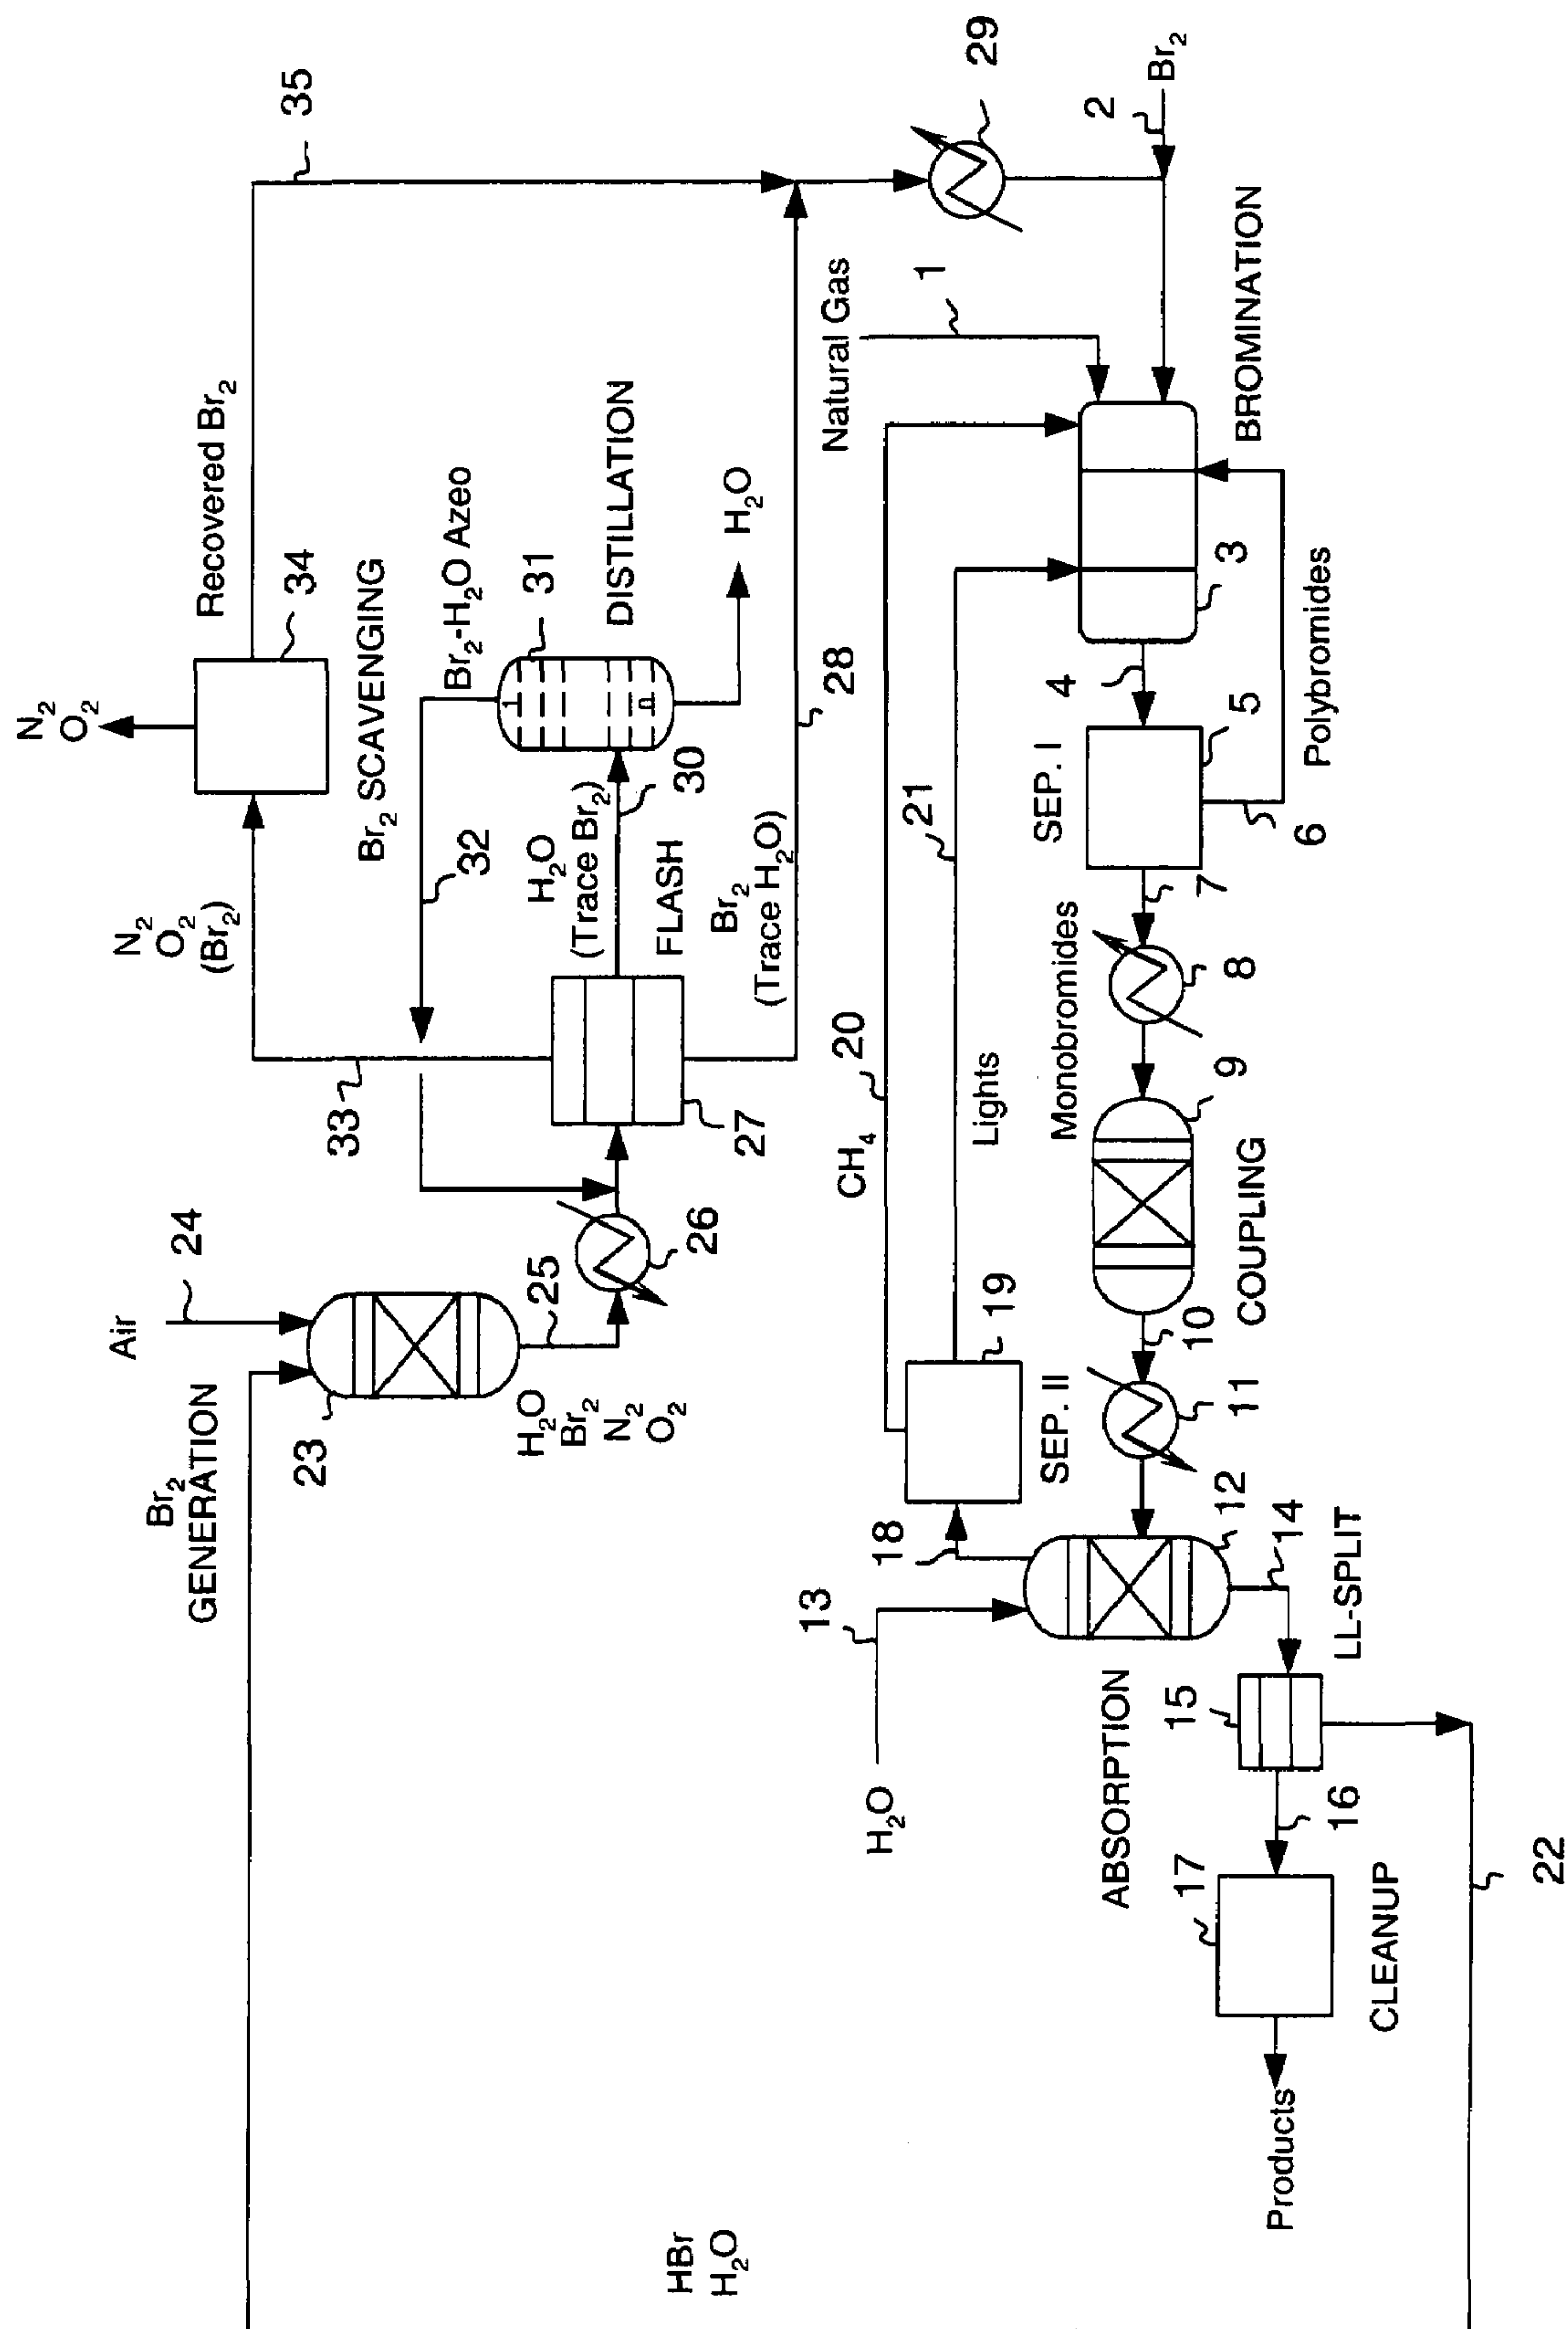 35
29
2
Br2
Recovered Br2
34
N2
O2
Br2 SCAVENGING
N2
O2
(Br2)
33
32
Br2-H2O Azeo
31
1
n
DISTILLATION
H2O
30
H2O
(Trace Br2)
FLASH
Br2
(Trace H2O)
28
27
26
25
24
Air
23
Br2
GENERATION
H2O
Br2
N2
O2
Natural Gas
1
BROMINATION
3
4
5
SEP. I
6
Polybromides
7
Monobromides
8
9
COUPLING
10
11
20
CH4
21
Lights
19
SEP. II
18
12
13
H2O
ABSORPTION
14
LL-SPLIT
15
16
17
CLEANUP
Products
22
HBr
H2O